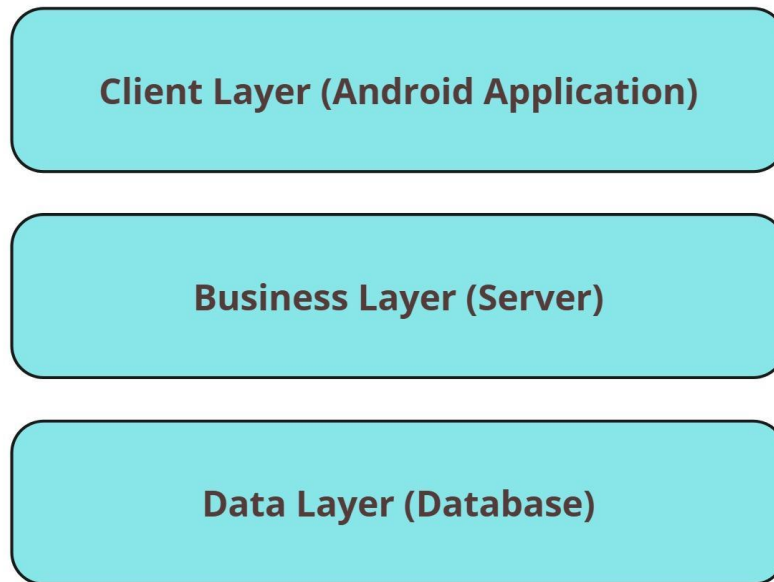 Client Layer (Android Application)
Business Layer (Server)
Data Layer (Database)